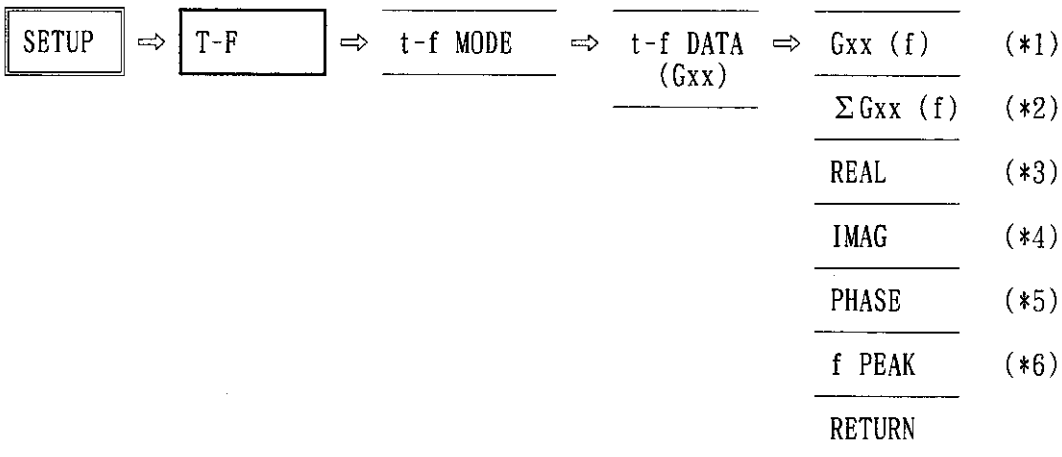 SETUP ⇨ T-F ⇨ t-f MODE ⇨ t-f DATA ⇨ Gxx (f) (*1)
(Gxx)
ΣGxx (f) (*2)
REAL (*3)
IMAG (*4)
PHASE (*5)
f PEAK (*6)
RETURN